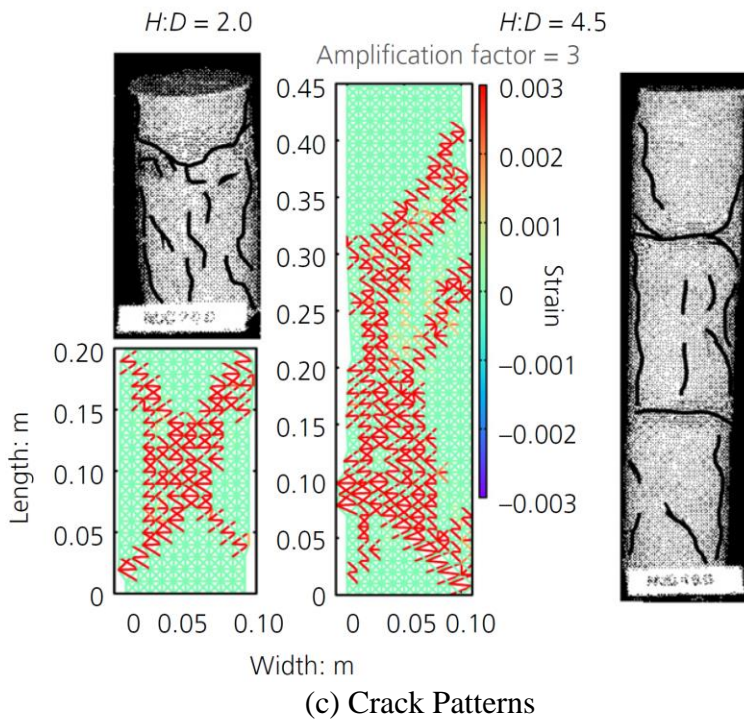 H:D = 2.0
H:D = 4.5
Amplification factor = 3
0.45
0.40
0.35
0.30
0.25
0.20
0.15
0.10
0.05
0
0.003
0.002
0.001
0
−0.001
−0.002
−0.003
Strain
0.20
0.15
0.10
0.05
0
Length: m
0 0.05 0.10
0 0.05 0.10
Width: m
(c) Crack Patterns